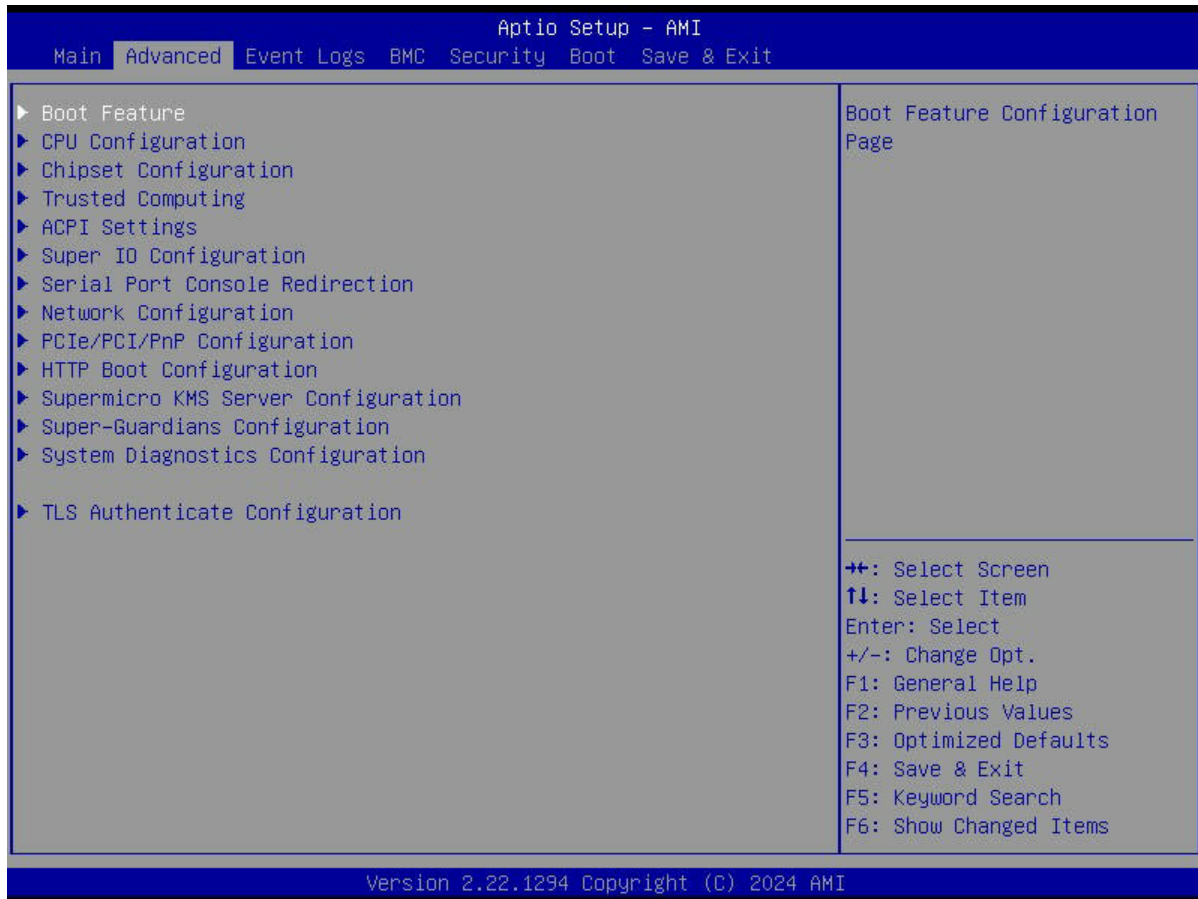 Aptio Setup - AMI
Main Advanced Event Logs BMC Security Boot Save & Exit
▶ Boot Feature
▶ CPU Configuration
▶ Chipset Configuration
▶ Trusted Computing
▶ ACPI Settings
▶ Super IO Configuration
▶ Serial Port Console Redirection
▶ Network Configuration
▶ PCIe/PCI/PnP Configuration
▶ HTTP Boot Configuration
▶ Supermicro KMS Server Configuration
▶ Super-Guardians Configuration
▶ System Diagnostics Configuration
▶ TLS Authenticate Configuration
Boot Feature Configuration
Page
→←: Select Screen
↑↓: Select Item
Enter: Select
+/-: Change Opt.
F1: General Help
F2: Previous Values
F3: Optimized Defaults
F4: Save & Exit
F5: Keyword Search
F6: Show Changed Items
Version 2.22.1294 Copyright (C) 2024 AMI